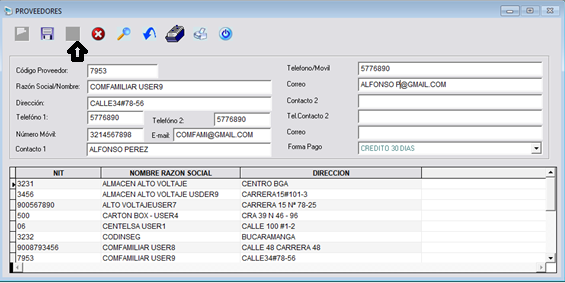 PROVEEDORES
Código Proveedor: 7953
Razón Social/Nombre: COMFAMILIAR USER9
Dirección: CALLE34#78-56
Telefóno 1: 5776890 Telefóno 2: 5776890
Número Móvil: 3214567898 E-mail: COMFAMI@GMAIL.COM
Contacto 1 ALFONSO PEREZ
Telefono/Movil 5776890
Correo ALFONSO P@GMAIL.COM
Contacto 2
Tel.Contacto 2
Correo
Forma Pago CREDITO 30 DIAS
NIT NOMBRE RAZON SOCIAL DIRECCION
3231 ALMACEN ALTO VOLTAJE CENTRO BGA
3456 ALMACEN ALTO VOLTAJE USDER9 CARRERA15#101-3
900567890 ALTO VOLTAJEUSER7 CARRERA 15 Nª 78-25
500 CARTON BOX - USER4 CRA 39 N 46 - 96
06 CENTELSA USER1 CALLE 100 #1-2
3232 CODINSEG BUCARAMANGA
9008793456 COMFAMILIAR USER8 CALLE 48 CARRERA 48
7953 COMFAMILIAR USER9 CALLE34#78-56